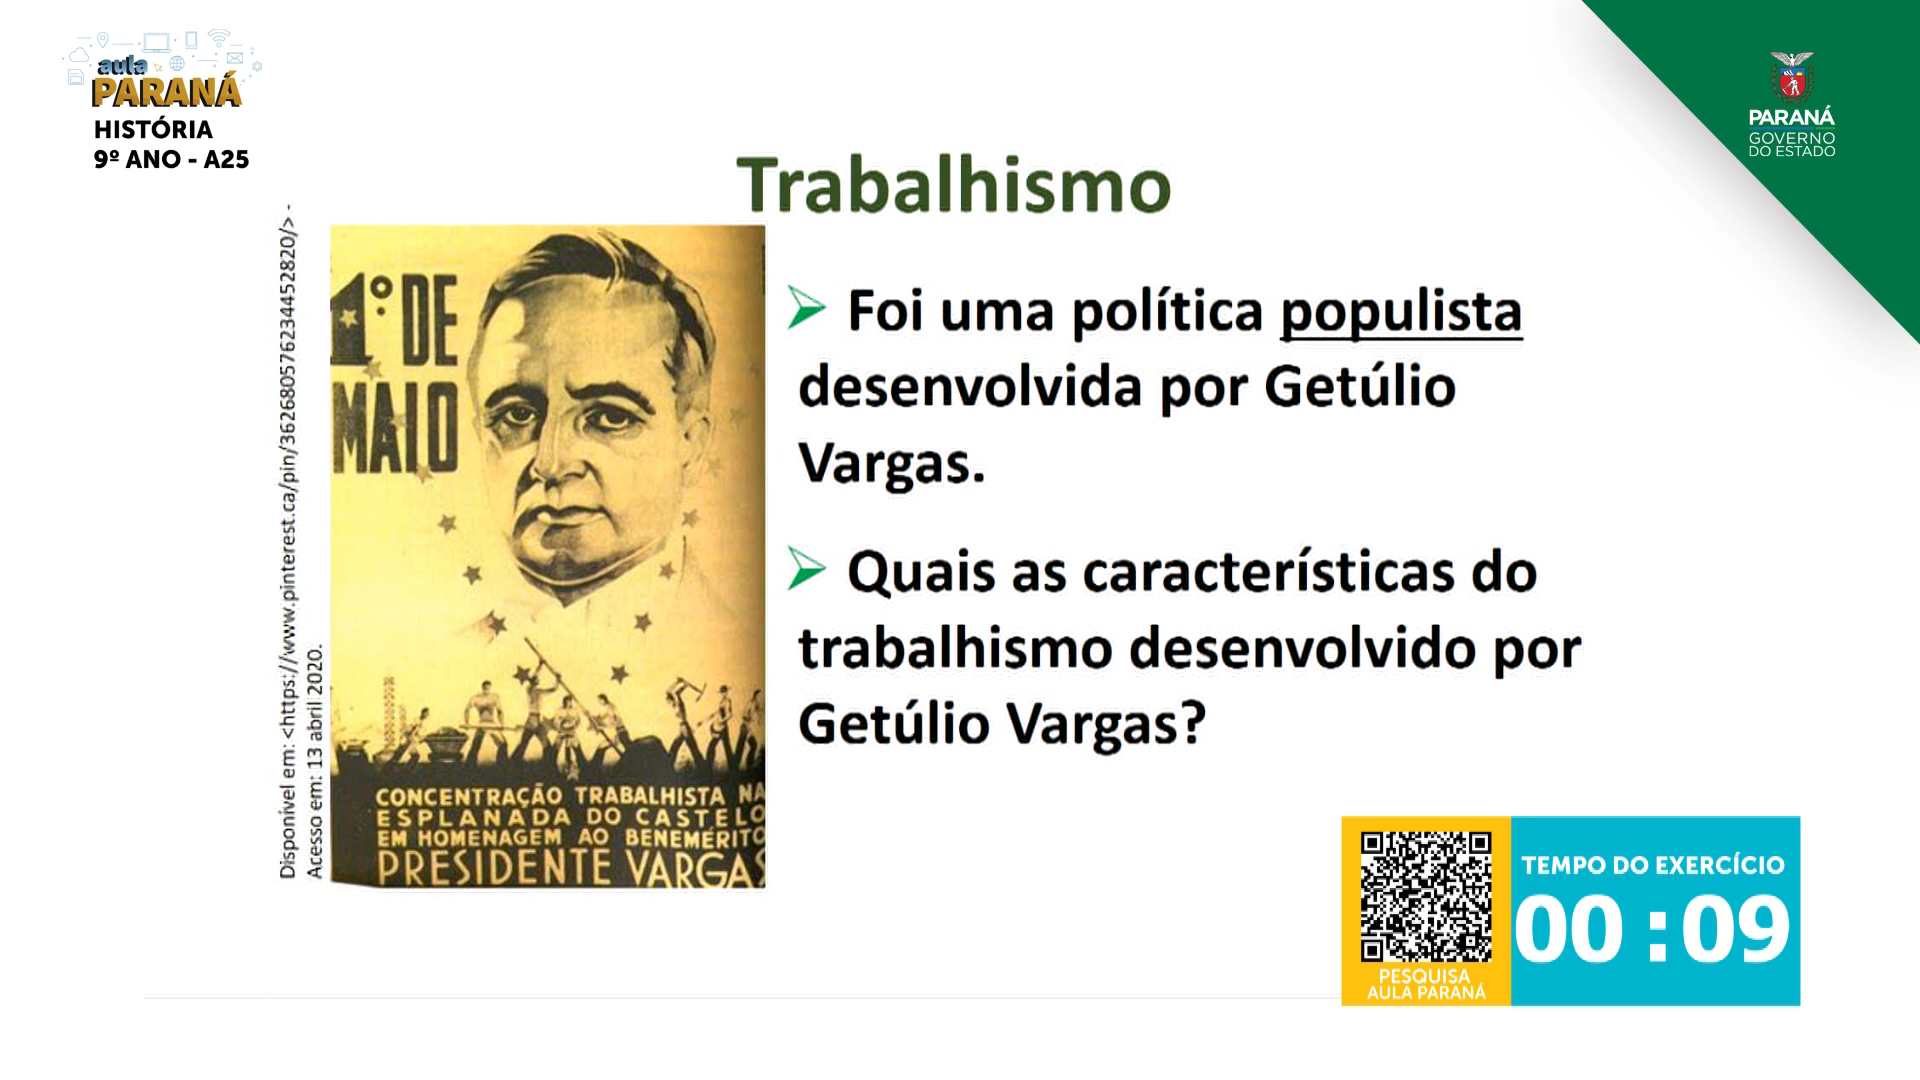 aula
PARANÁ
HISTÓRIA
9º ANO - A25
PARANÁ
GOVERNO
DO ESTADO
Trabalhismo
Disponível em: <https://www.pinterest.ca/pin/362680576234452820/> -
Acesso em: 13 abril 2020.
1º DE
MAIO
CONCENTRAÇÃO TRABALHISTA NA
ESPLANADA DO CASTELO
EM HOMENAGEM AO BENEMÉRITO
PRESIDENTE VARGAS
Foi uma política populista
desenvolvida por Getúlio
Vargas.
Quais as características do
trabalhismo desenvolvido por
Getúlio Vargas?
PESQUISA
AULA PARANÁ
TEMPO DO EXERCÍCIO
00:09